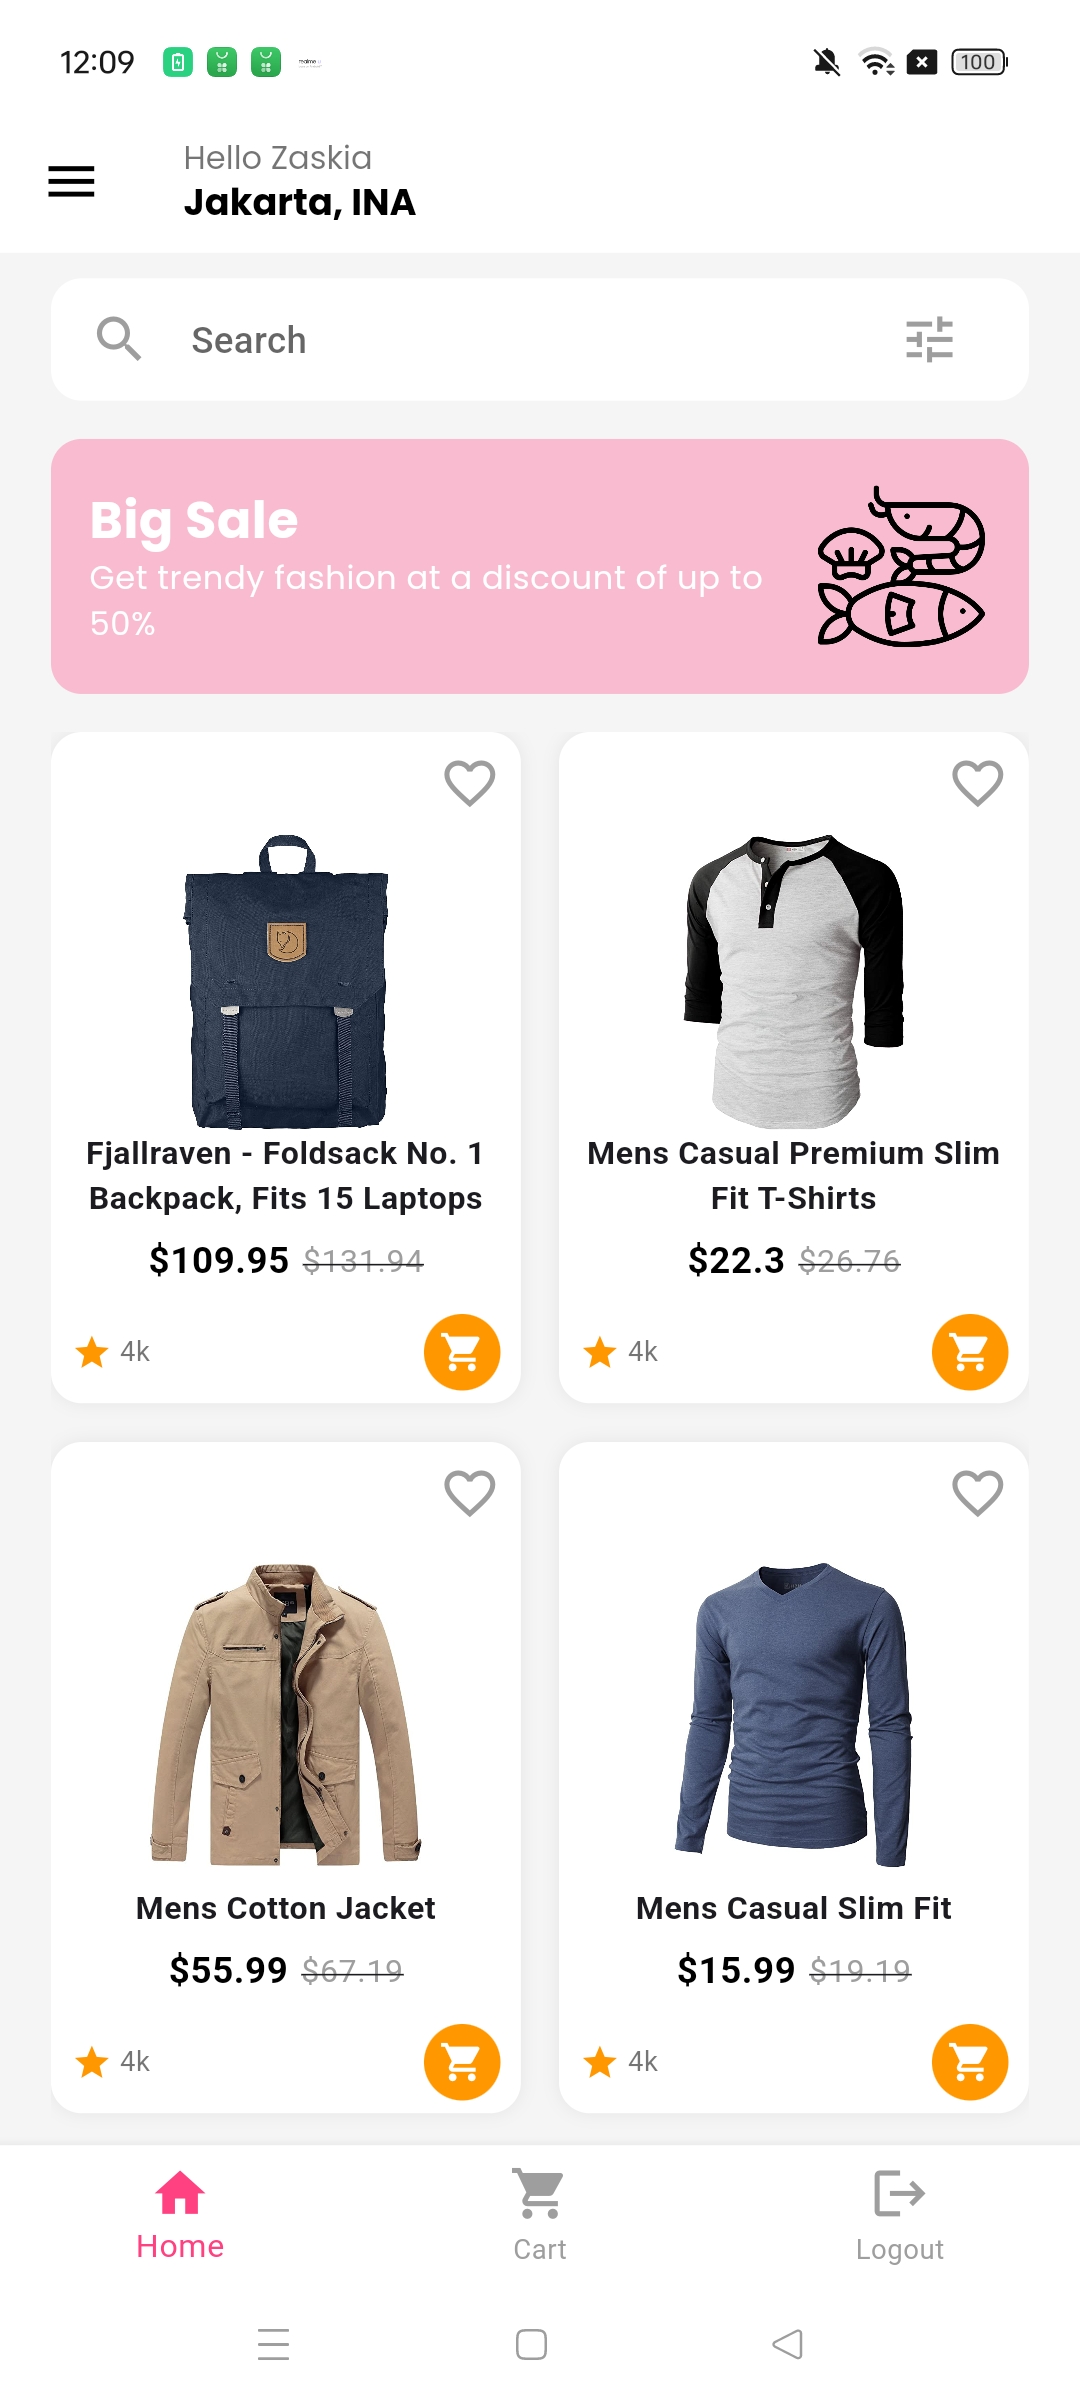 12:09
100
Hello Zaskia
Jakarta, INA
Search
Big Sale
Get trendy fashion at a discount of up to
50%
Fjallraven - Foldsack No. 1
Backpack, Fits 15 Laptops
$109.95 $131.94
4k
Mens Casual Premium Slim
Fit T-Shirts
$22.3 $26.76
4k
Mens Cotton Jacket
$55.99 $67.19
4k
Mens Casual Slim Fit
$15.99 $19.19
4k
Home
Cart
Logout